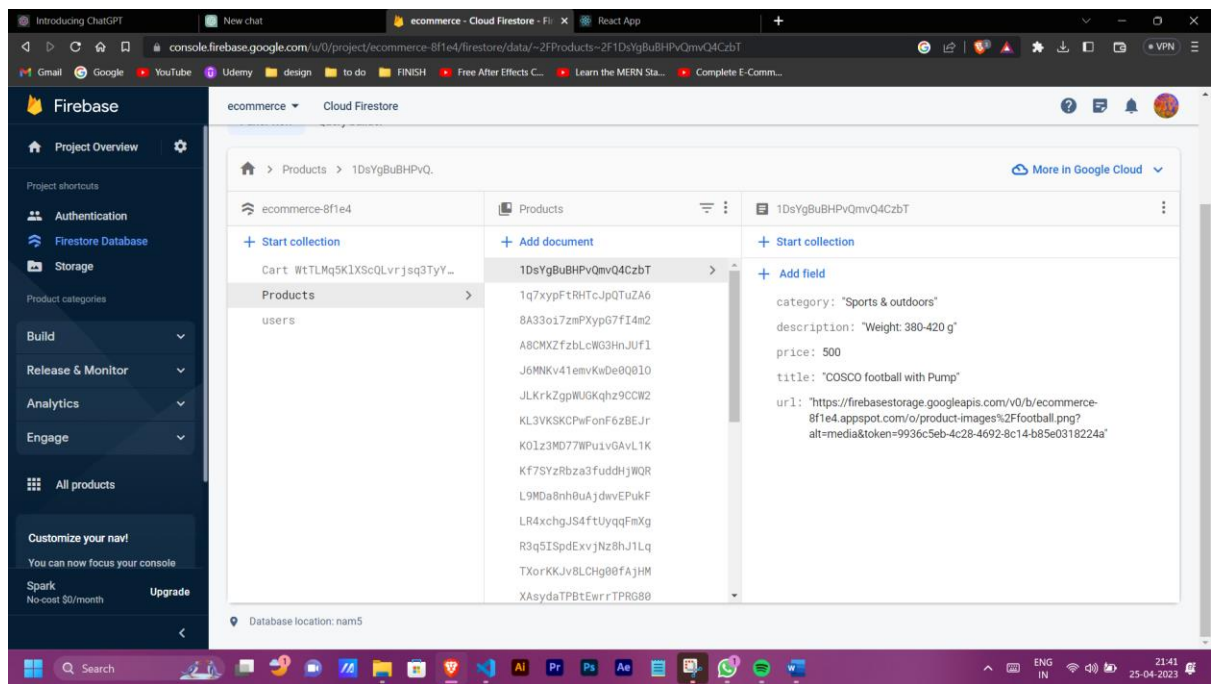 Introducing ChatGPT
New chat
ecommerce - Cloud Firestore - Fir
React App
console.firebase.google.com/u/0/project/ecommerce-8f1e4/firestore/data/~2FProducts~2F1DsYgBuBHPvQmvQ4CzbT
VPN
Gmail Google YouTube Udemy design to do FINISH Free After Effects C... Learn the MERN Sta... Complete E-Comm...
Firebase
ecommerce
Cloud Firestore
Project Overview
Products > 1DsYgBuBHPvQ.
More in Google Cloud
Project shortcuts
Authentication
Firestore Database
Storage
Product categories
Build
Release & Monitor
Analytics
Engage
All products
Customize your nav!
You can now focus your console
Spark
No-cost $0/month
Upgrade
ecommerce-8f1e4
+ Start collection
Cart WtTLMq5KlXScQLvrjsq3TyY…
Products
users
Products
+ Add document
1DsYgBuBHPvQmvQ4CzbT
1q7xypFtRHTcJpQTuZA6
8A33oi7zmPXypG7fI4m2
A8CMXZfzbLcWG3HnJUfl
J6MNKv41emvKwDe0Q0lO
JLKrkZgpWUGKqhz9CCW2
KL3VKSKCPwFonF6zBEJr
KOlz3MD77WPuivGAvL1K
Kf7SYzRbza3fuddHjWQR
L9MDa8nh0uAjdwvEPukF
LR4xchgJS4ftUyqqFmXg
R3q5ISpdExvjNz8hJ1Lq
TXorKKJv8LCHg00fAjHM
XAsydaTPBtEwrrTPRG80
1DsYgBuBHPvQmvQ4CzbT
+ Start collection
+ Add field
category: "Sports & outdoors"
description: "Weight: 380-420 g"
price: 500
title: "COSCO football with Pump"
url: "https://firebasestorage.googleapis.com/v0/b/ecommerce-
8f1e4.appspot.com/o/product-images%2Ffootball.png?
alt=media&token=9936c5eb-4c28-4692-8c14-b85e0318224a"
Database location: nam5
Search
Ai
Pr
Ps
Ae
ENG
IN
21:41
25-04-2023